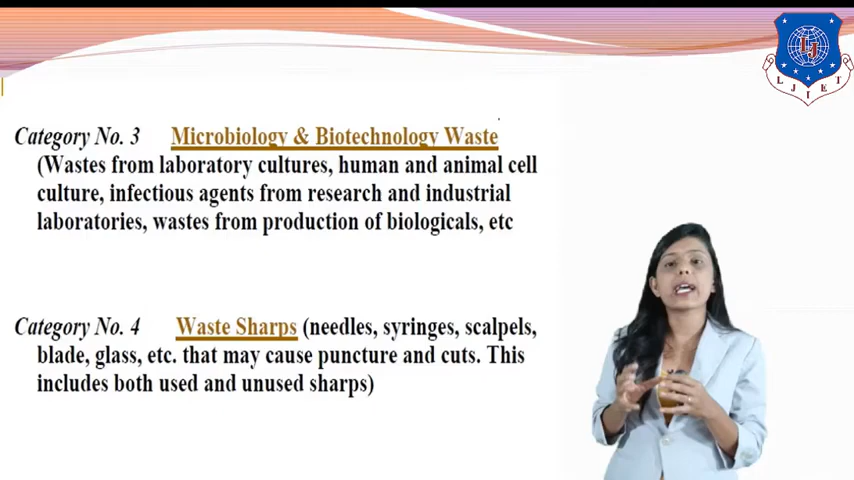 LJ
LJIET
Category No. 3 Microbiology & Biotechnology Waste
(Wastes from laboratory cultures, human and animal cell
culture, infectious agents from research and industrial
laboratories, wastes from production of biologicals, etc
Category No. 4 Waste Sharps (needles, syringes, scalpels,
blade, glass, etc. that may cause puncture and cuts. This
includes both used and unused sharps)